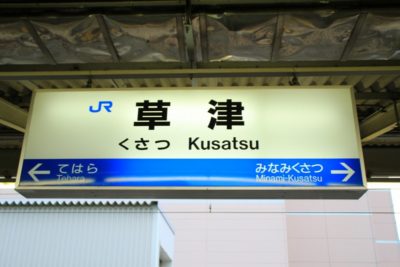 JR 草津
くさつ Kusatsu
← てはら みなみくさつ →
Tehara Minami-Kusatsu